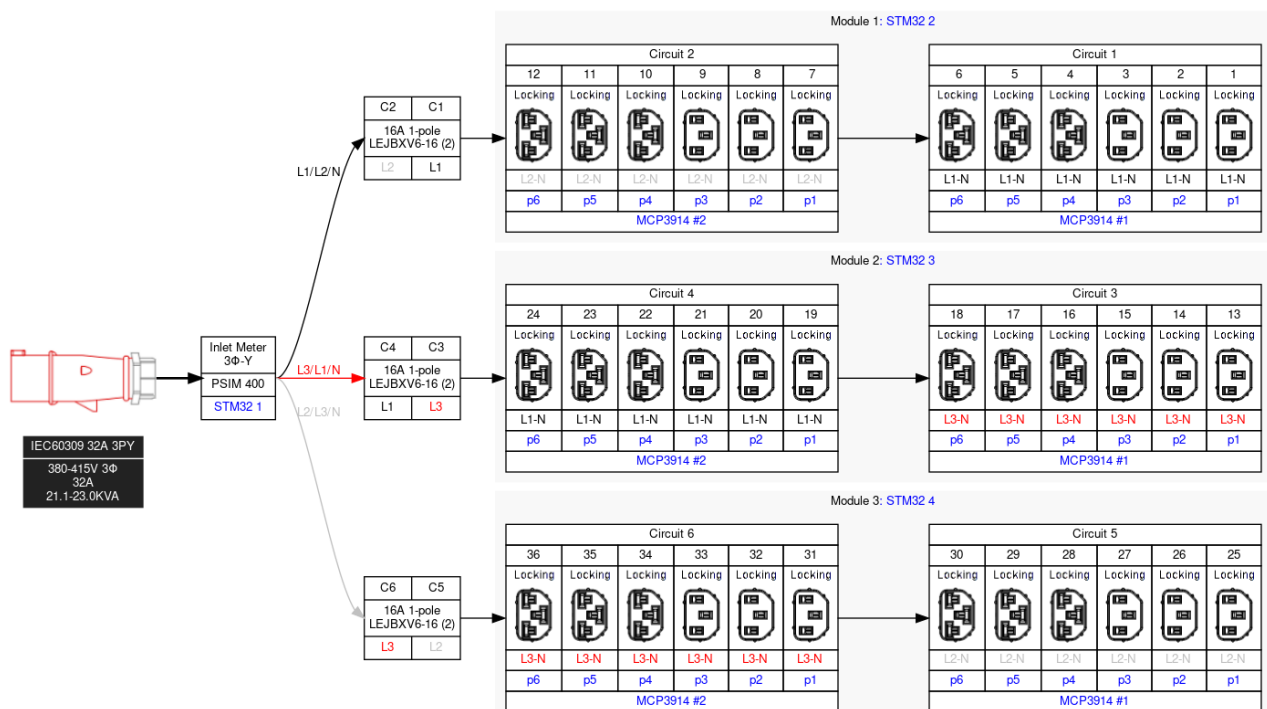 Module 1: STM32 2
Circuit 2
12 11 10 9 8 7
Locking Locking Locking Locking Locking Locking
L2-N L2-N L2-N L2-N L2-N L2-N
p6 p5 p4 p3 p2 p1
MCP3914 #2
Circuit 1
6 5 4 3 2 1
Locking Locking Locking Locking Locking Locking
L1-N L1-N L1-N L1-N L1-N L1-N
p6 p5 p4 p3 p2 p1
MCP3914 #1
C2 C1
16A 1-pole
LEJBXV6-16 (2)
L2 L1
L1/L2/N
Module 2: STM32 3
Circuit 4
24 23 22 21 20 19
Locking Locking Locking Locking Locking Locking
L1-N L1-N L1-N L1-N L1-N L1-N
p6 p5 p4 p3 p2 p1
MCP3914 #2
Circuit 3
18 17 16 15 14 13
Locking Locking Locking Locking Locking Locking
L3-N L3-N L3-N L3-N L3-N L3-N
p6 p5 p4 p3 p2 p1
MCP3914 #1
Inlet Meter
3Φ-Y
PSIM 400
STM32 1
L3/L1/N
C4 C3
16A 1-pole
LEJBXV6-16 (2)
L1 L3
L2/L3/N
IEC60309 32A 3PY
380-415V 3Φ
32A
21.1-23.0KVA
Module 3: STM32 4
Circuit 6
36 35 34 33 32 31
Locking Locking Locking Locking Locking Locking
L3-N L3-N L3-N L3-N L3-N L3-N
p6 p5 p4 p3 p2 p1
MCP3914 #2
Circuit 5
30 29 28 27 26 25
Locking Locking Locking Locking Locking Locking
L2-N L2-N L2-N L2-N L2-N L2-N
p6 p5 p4 p3 p2 p1
MCP3914 #1
C6 C5
16A 1-pole
LEJBXV6-16 (2)
L3 L2